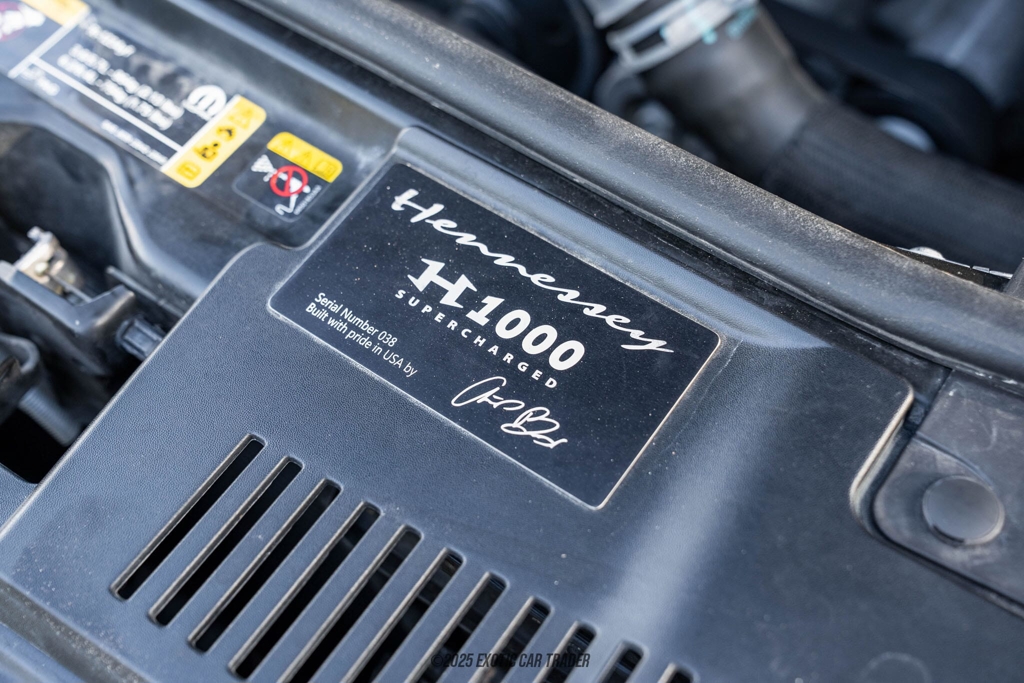 Hennessey
H1000
SUPERCHARGED
Serial Number 038
Built with pride in USA by
©2025 EXOTIC CAR TRADER